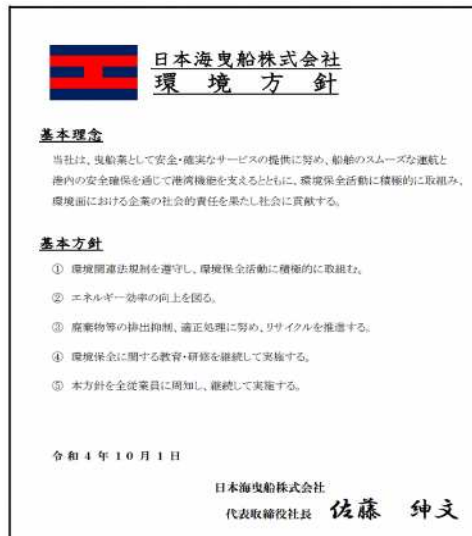 日本海曳船株式会社
環境方針
基本理念
当社は、曳船業として安全・確実なサービスの提供に努め、船舶のスムーズな運航と
港内の安全確保を通じて港湾機能を支えるとともに、環境保全活動に積極的に取組み、
環境面における企業の社会的責任を果たし社会に貢献する。
基本方針
① 環境関連法規制を遵守し、環境保全活動に積極的に取組む。
② エネルギー効率の向上を図る。
③ 廃棄物等の排出抑制、適正処理に努め、リサイクルを推進する。
④ 環境保全に関する教育・研修を継続して実施する。
⑤ 本方針を全従業員に周知し、継続して実施する。
令和4年10月1日
日本海曳船株式会社
代表取締役社長 佐藤 紳文